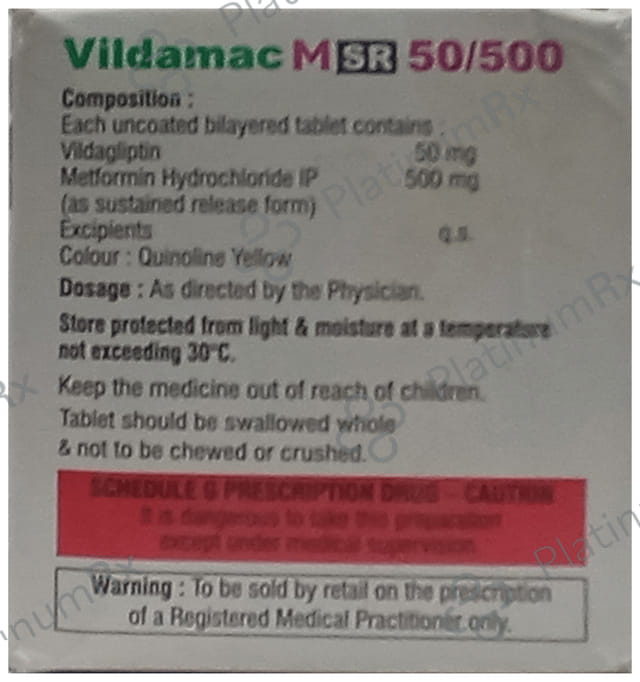 Vildamac M SR 50/500
Composition :
Each uncoated bilayered tablet contains :
Vildagliptin 50 mg
Metformin Hydrochloride IP 500 mg
(as sustained release form)
Excipients q.s.
Colour : Quinoline Yellow
Dosage : As directed by the Physician.
Store protected from light & moisture at a temperature
not exceeding 30°C.
Keep the medicine out of reach of children.
Tablet should be swallowed whole
& not to be chewed or crushed.
SCHEDULE G PRESCRIPTION DRUG - CAUTION
It is dangerous to take this preparation
except under medical supervision.
Warning : To be sold by retail on the prescription
of a Registered Medical Practitioner only.
PlatinumRx
PlatinumRx
PlatinumRx